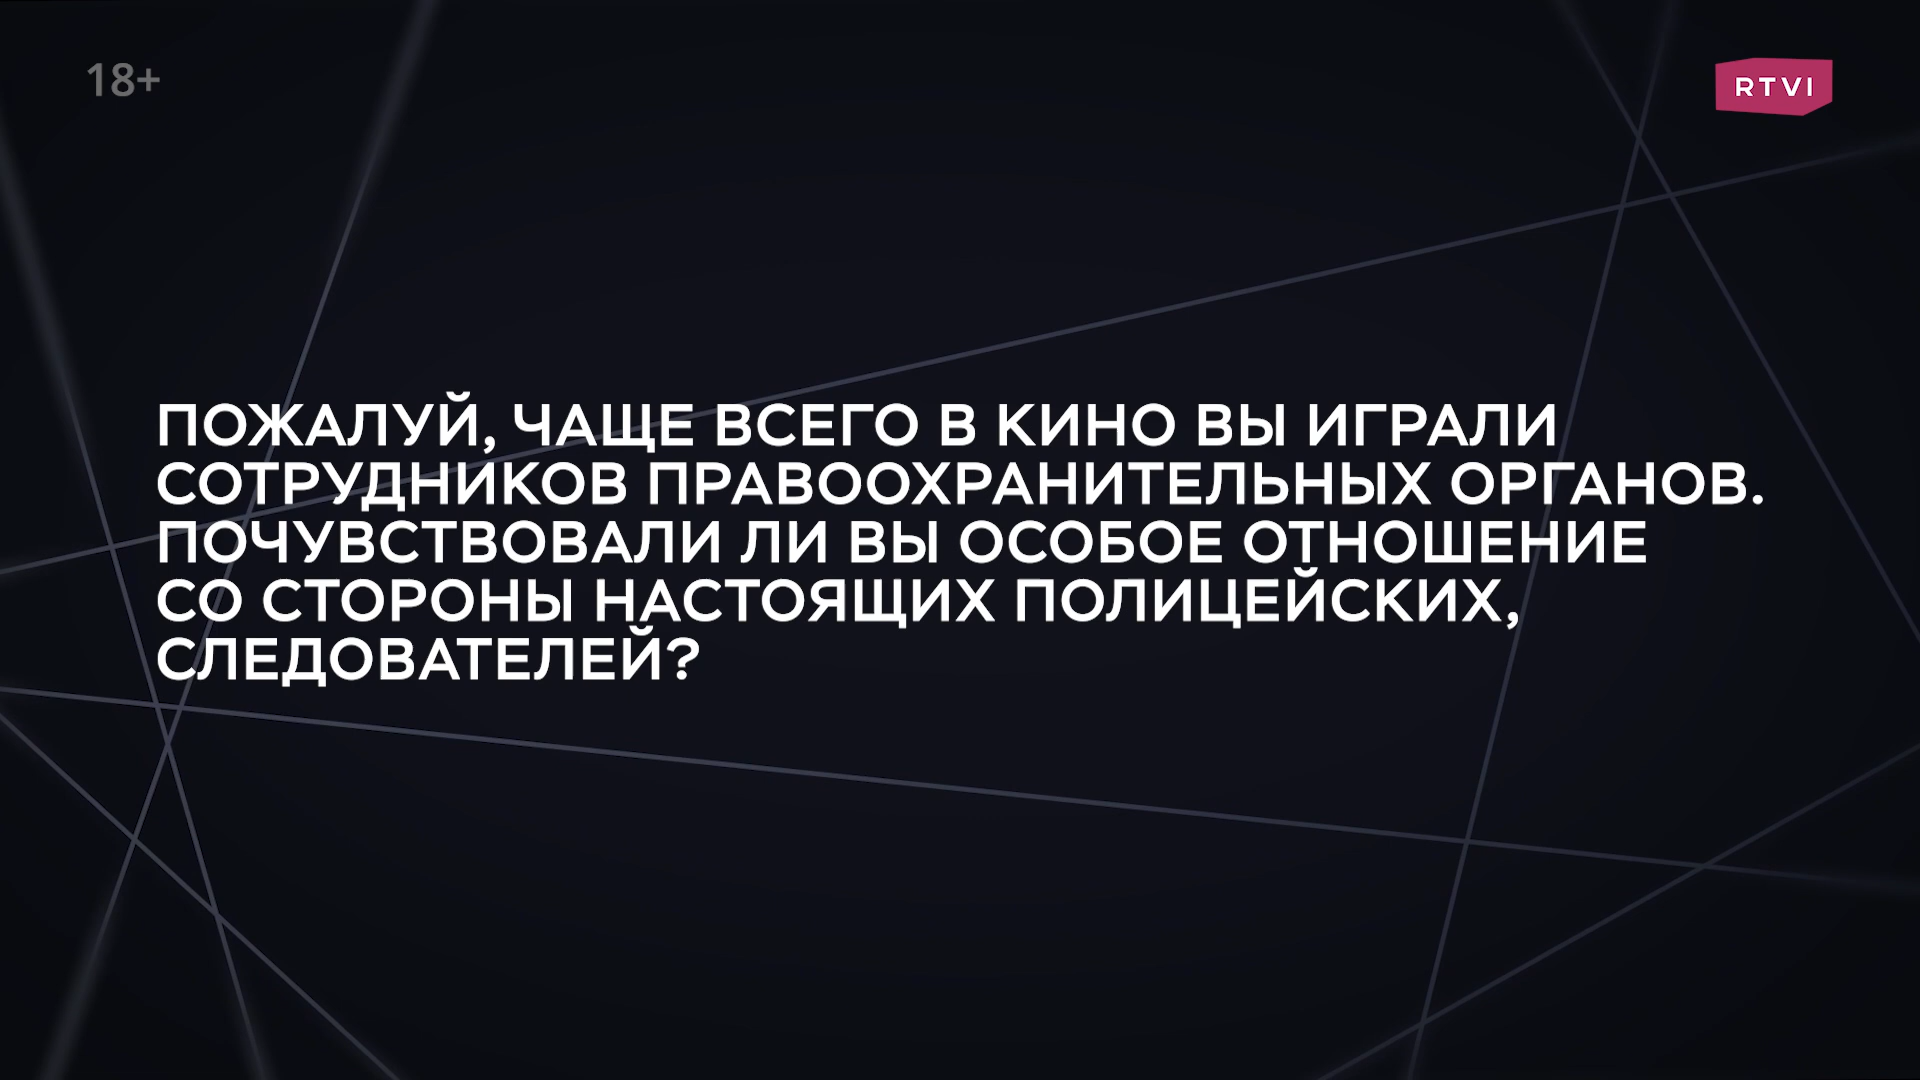 18+
RTVI
ПОЖАЛУЙ, ЧАЩЕ ВСЕГО В КИНО ВЫ ИГРАЛИ
СОТРУДНИКОВ ПРАВООХРАНИТЕЛЬНЫХ ОРГАНОВ.
ПОЧУВСТВОВАЛИ ЛИ ВЫ ОСОБОЕ ОТНОШЕНИЕ
СО СТОРОНЫ НАСТОЯЩИХ ПОЛИЦЕЙСКИХ,
СЛЕДОВАТЕЛЕЙ?